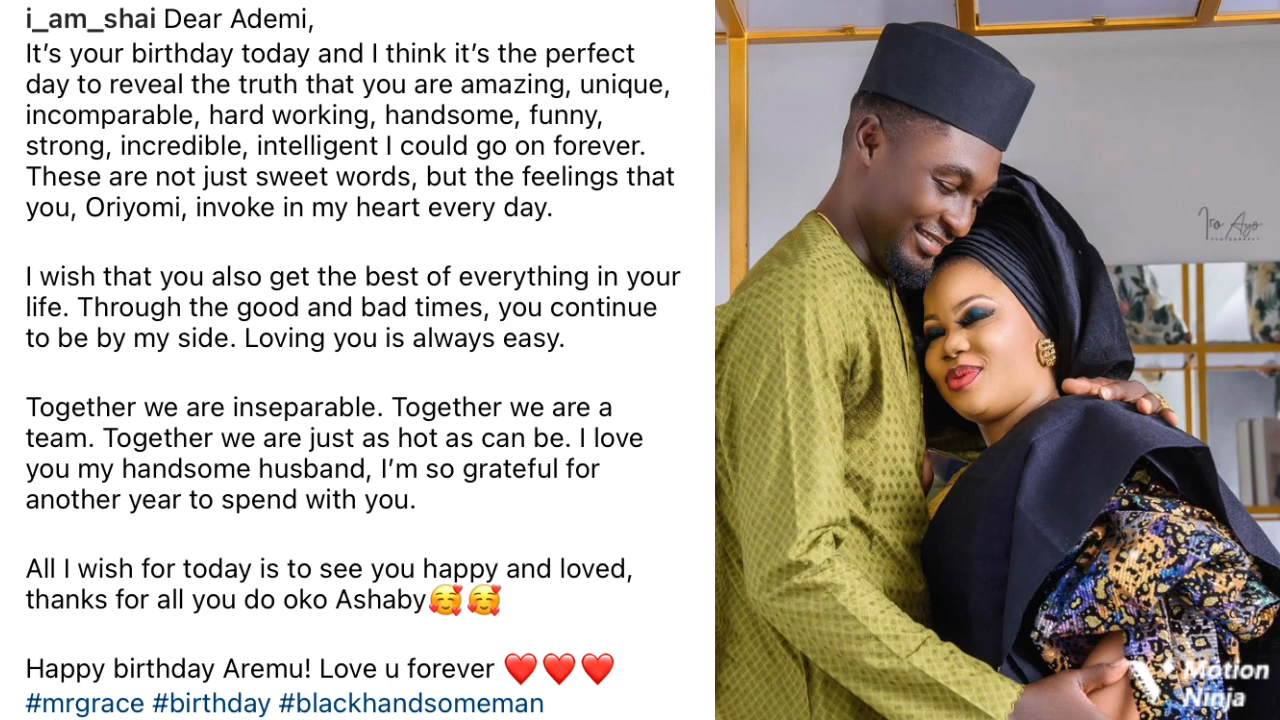 i_am_shai Dear Ademi,
It’s your birthday today and I think it’s the perfect
day to reveal the truth that you are amazing, unique,
incomparable, hard working, handsome, funny,
strong, incredible, intelligent I could go on forever.
These are not just sweet words, but the feelings that
you, Oriyomi, invoke in my heart every day.
I wish that you also get the best of everything in your
life. Through the good and bad times, you continue
to be by my side. Loving you is always easy.
Together we are inseparable. Together we are a
team. Together we are just as hot as can be. I love
you my handsome husband, I’m so grateful for
another year to spend with you.
All I wish for today is to see you happy and loved,
thanks for all you do oko Ashaby🥰🥰
Happy birthday Aremu! Love u forever ❤️❤️❤️
#mrgrace #birthday #blackhandsomeman
Iro Ayo
PHOTOGRAPHY
Motion
Ninja